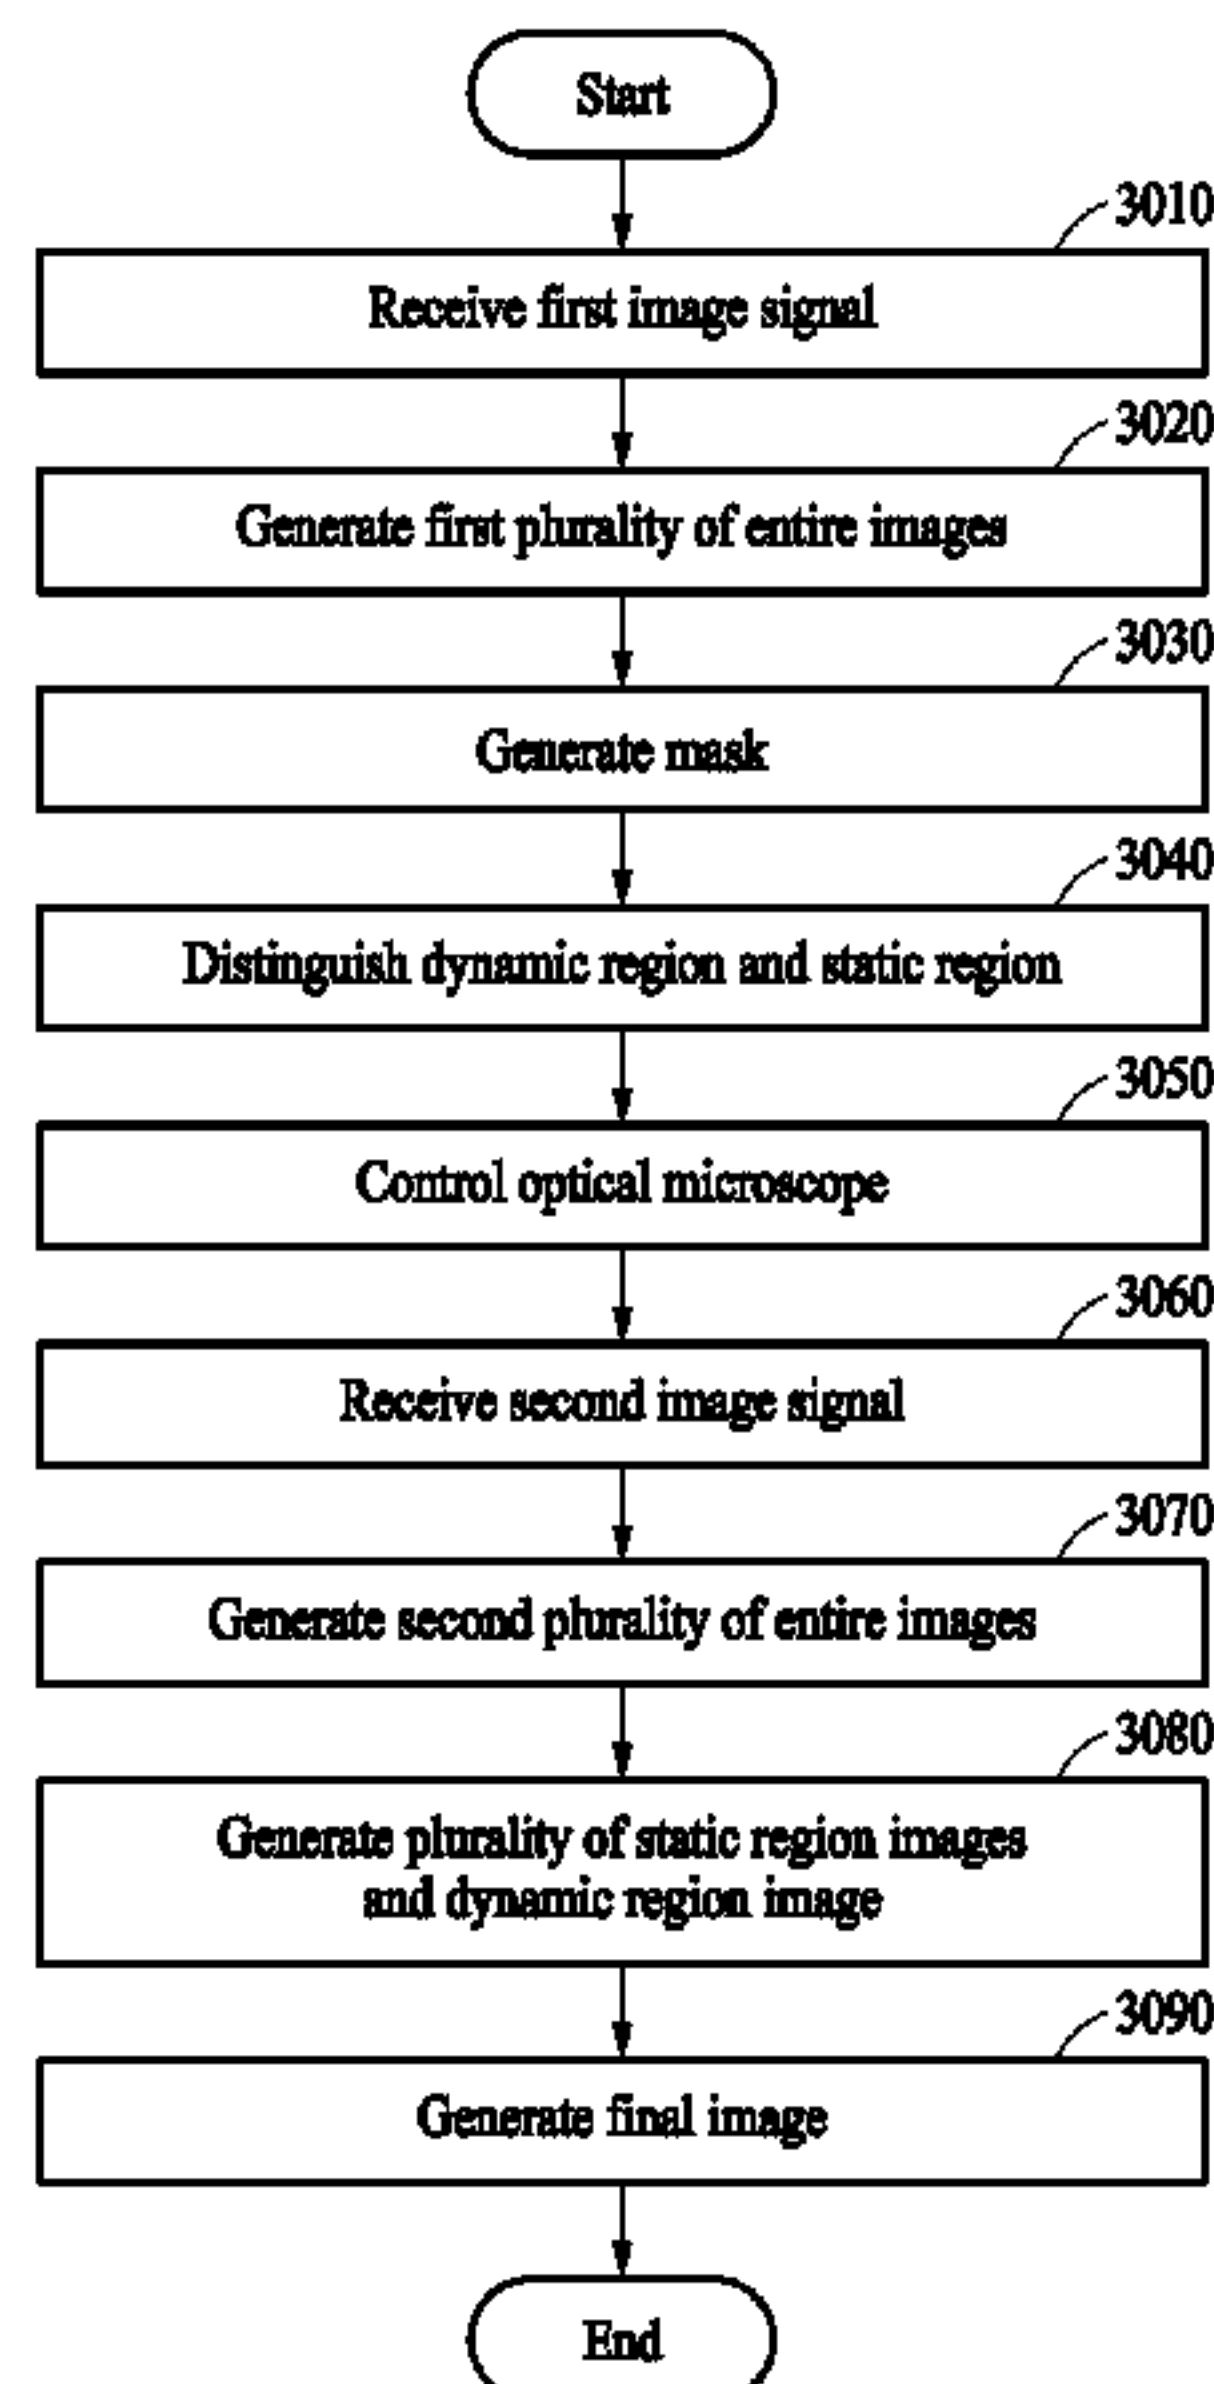 Start
3010
Receive first image signal
3020
Generate first plurality of entire images
3030
Generate mask
3040
Distinguish dynamic region and static region
3050
Control optical microscope
3060
Receive second image signal
3070
Generate second plurality of entire images
3080
Generate plurality of static region images
and dynamic region image
3090
Generate final image
End